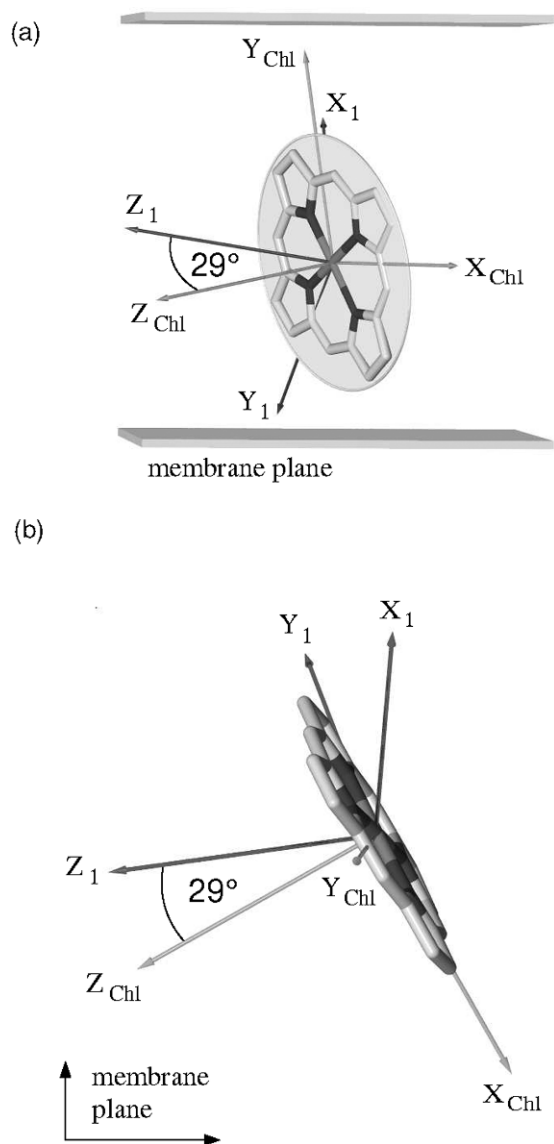 (a)
Y Chl
X 1
Z 1
29°
Z Chl
X Chl
Y 1
membrane plane
(b)
Y 1
X 1
Z 1
29°
Y Chl
Z Chl
membrane
plane
X Chl